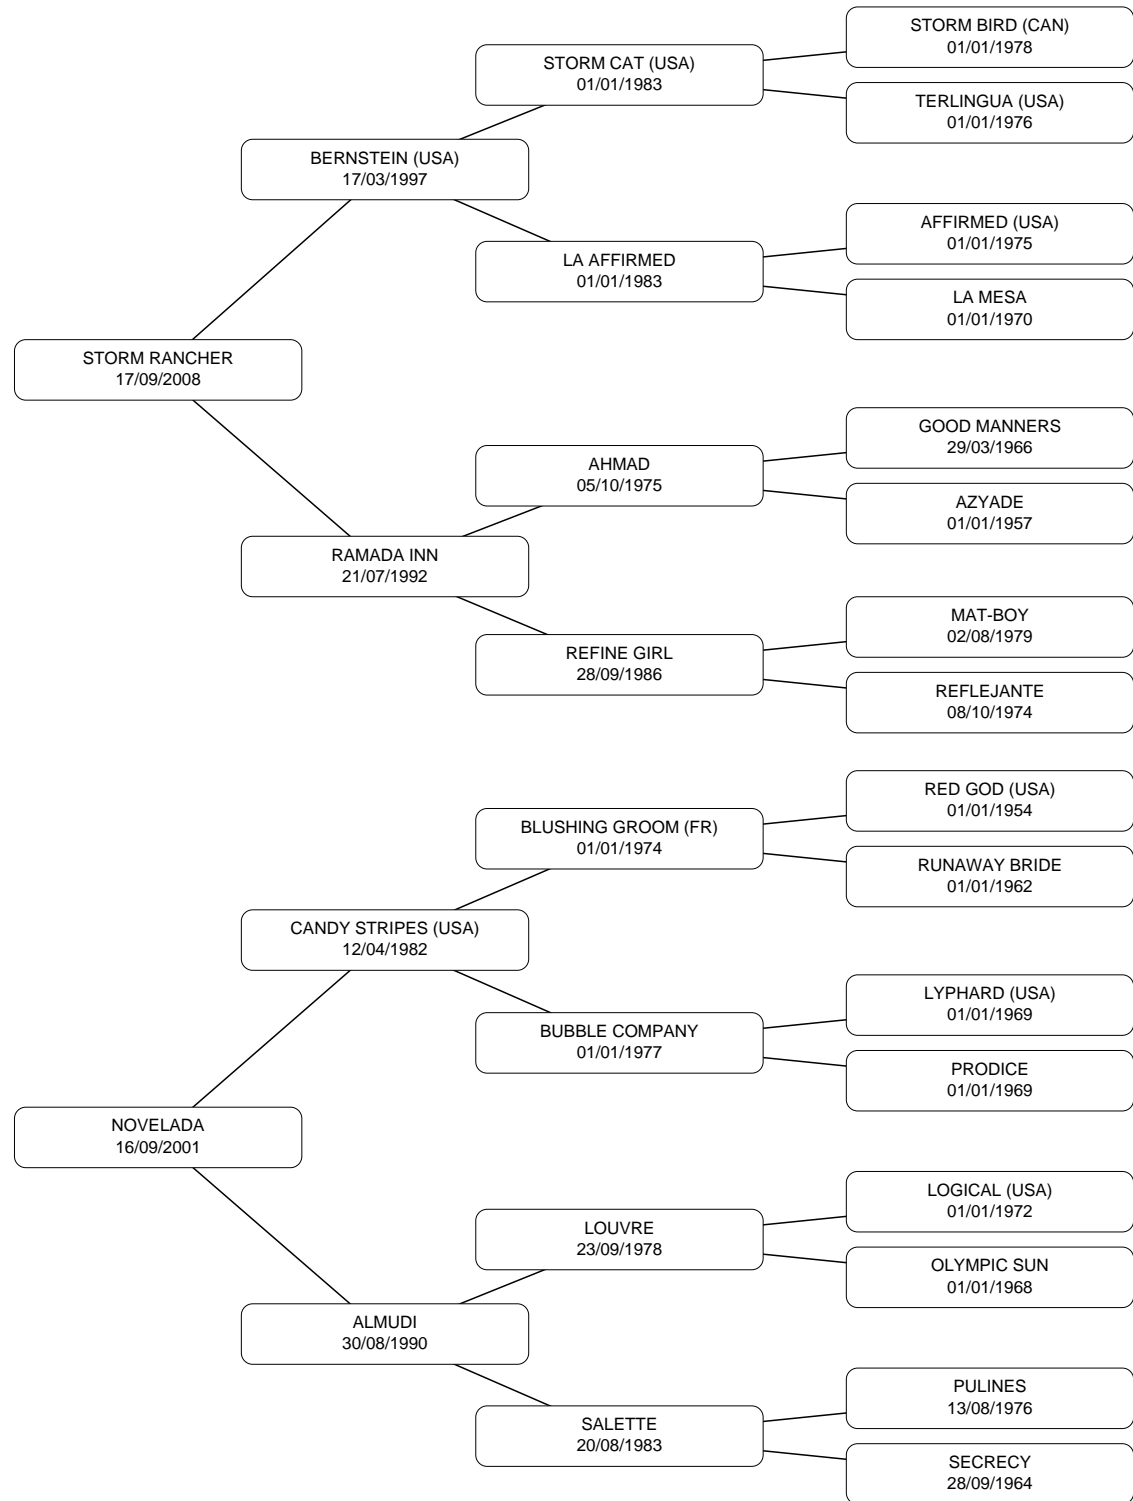 STORM BIRD (CAN)
01/01/1978
STORM CAT (USA)
01/01/1983
TERLINGUA (USA)
01/01/1976
BERNSTEIN (USA)
17/03/1997
AFFIRMED (USA)
01/01/1975
LA AFFIRMED
01/01/1983
LA MESA
01/01/1970
STORM RANCHER
17/09/2008
GOOD MANNERS
29/03/1966
AHMAD
05/10/1975
AZYADE
01/01/1957
RAMADA INN
21/07/1992
MAT-BOY
02/08/1979
REFINE GIRL
28/09/1986
REFLEJANTE
08/10/1974
RED GOD (USA)
01/01/1954
BLUSHING GROOM (FR)
01/01/1974
RUNAWAY BRIDE
01/01/1962
CANDY STRIPES (USA)
12/04/1982
LYPHARD (USA)
01/01/1969
BUBBLE COMPANY
01/01/1977
PRODICE
01/01/1969
NOVELADA
16/09/2001
LOGICAL (USA)
01/01/1972
LOUVRE
23/09/1978
OLYMPIC SUN
01/01/1968
ALMUDI
30/08/1990
PULINES
13/08/1976
SALETTE
20/08/1983
SECRECY
28/09/1964